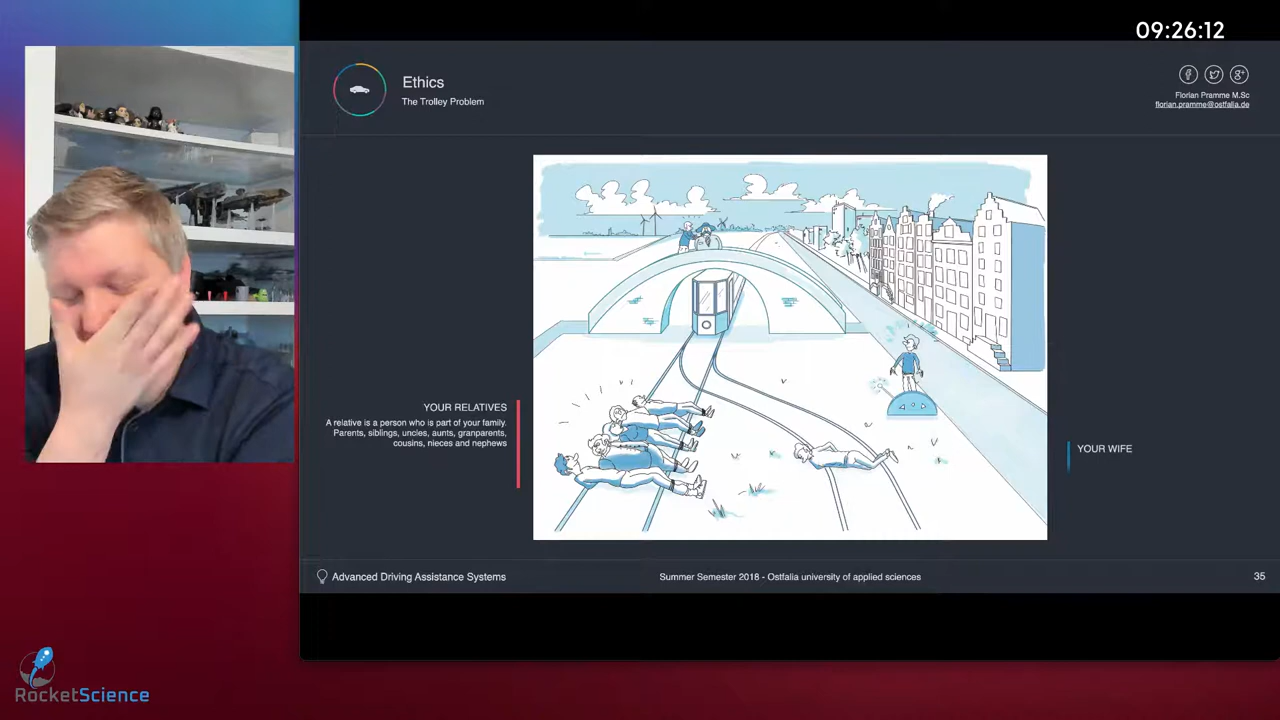 09:26:12
Ethics
The Trolley Problem
Florian Pramme M.Sc
florian.pramme@ostfalia.de
YOUR RELATIVES
A relative is a person who is part of your family.
Parents, siblings, uncles, aunts, granparents,
cousins, nieces and nephews
YOUR WIFE
Advanced Driving Assistance Systems
Summer Semester 2018 - Ostfalia university of applied sciences
35
RocketScience